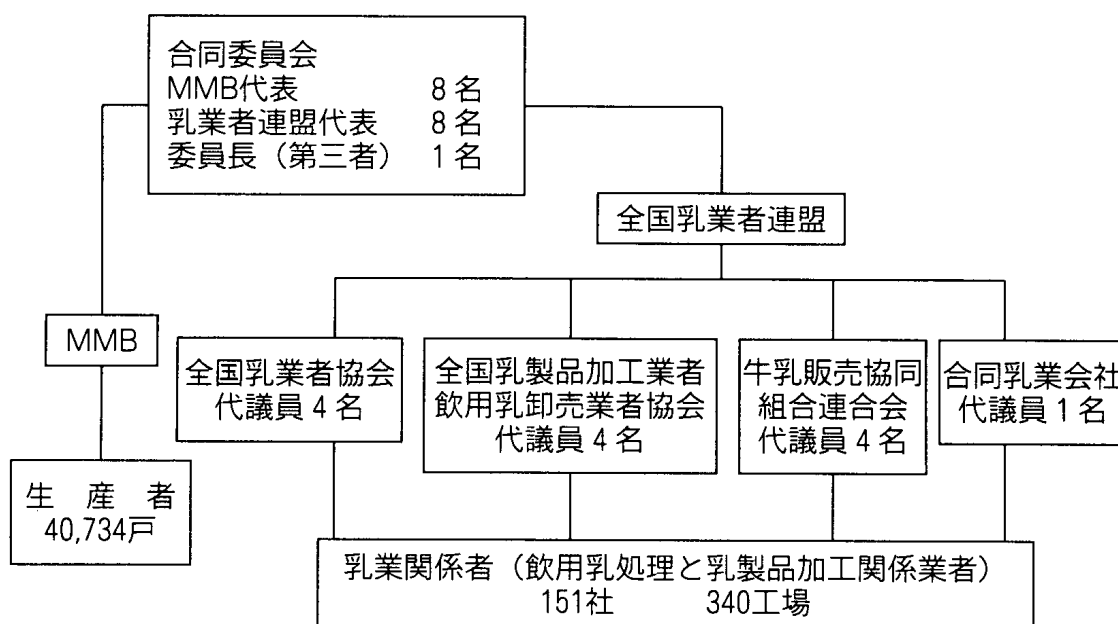 合同委員会
MMB代表 8名
乳業者連盟代表 8名
委員長（第三者） 1名
全国乳業者連盟
MMB
全国乳業者協会
代議員4名
全国乳製品加工業者
飲用乳卸売業者協会
代議員4名
牛乳販売協同
組合連合会
代議員4名
合同乳業会社
代議員1名
生産者
40,734戸
乳業関係者（飲用乳処理と乳製品加工関係業者）
151社 340工場